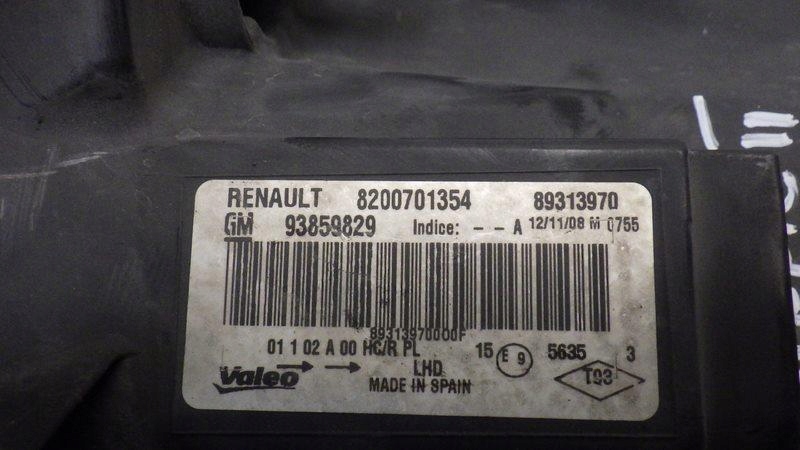 RENAULT 8200701354 89313970
GM 93859829 Indice: - - A 12/11/08 M 0755
89313970000F
01 1 02 A 00 HC/R PL 15 E 9 5635 3
Valeo LHD T93
MADE IN SPAIN